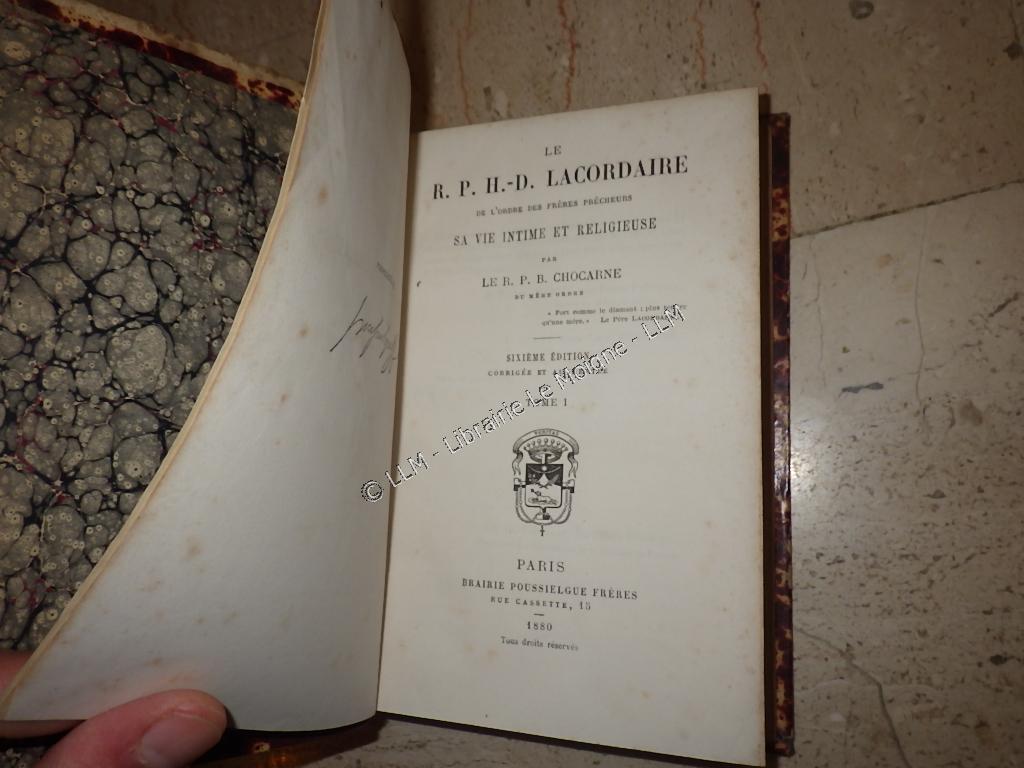 LE
R. P. H.-D. LACORDAIRE
DE L'ORDRE DES FRÈRES PRÊCHEURS
SA VIE INTIME ET RELIGIEUSE
PAR
LE R. P. B. CHOCARNE
DU MÊME ORDRE
« Fort comme le diamant ; plus
qu'une mère. » Le Père
SIXIÈME ÉDITION
CORRIGÉE ET
TOME I
VERITAS
PARIS
BRAIRIE POUSSIELGUE FRÈRES
RUE CASSETTE, 15
1880
Tous droits réservés
© LLM - Librairie Le Moigne - LLM